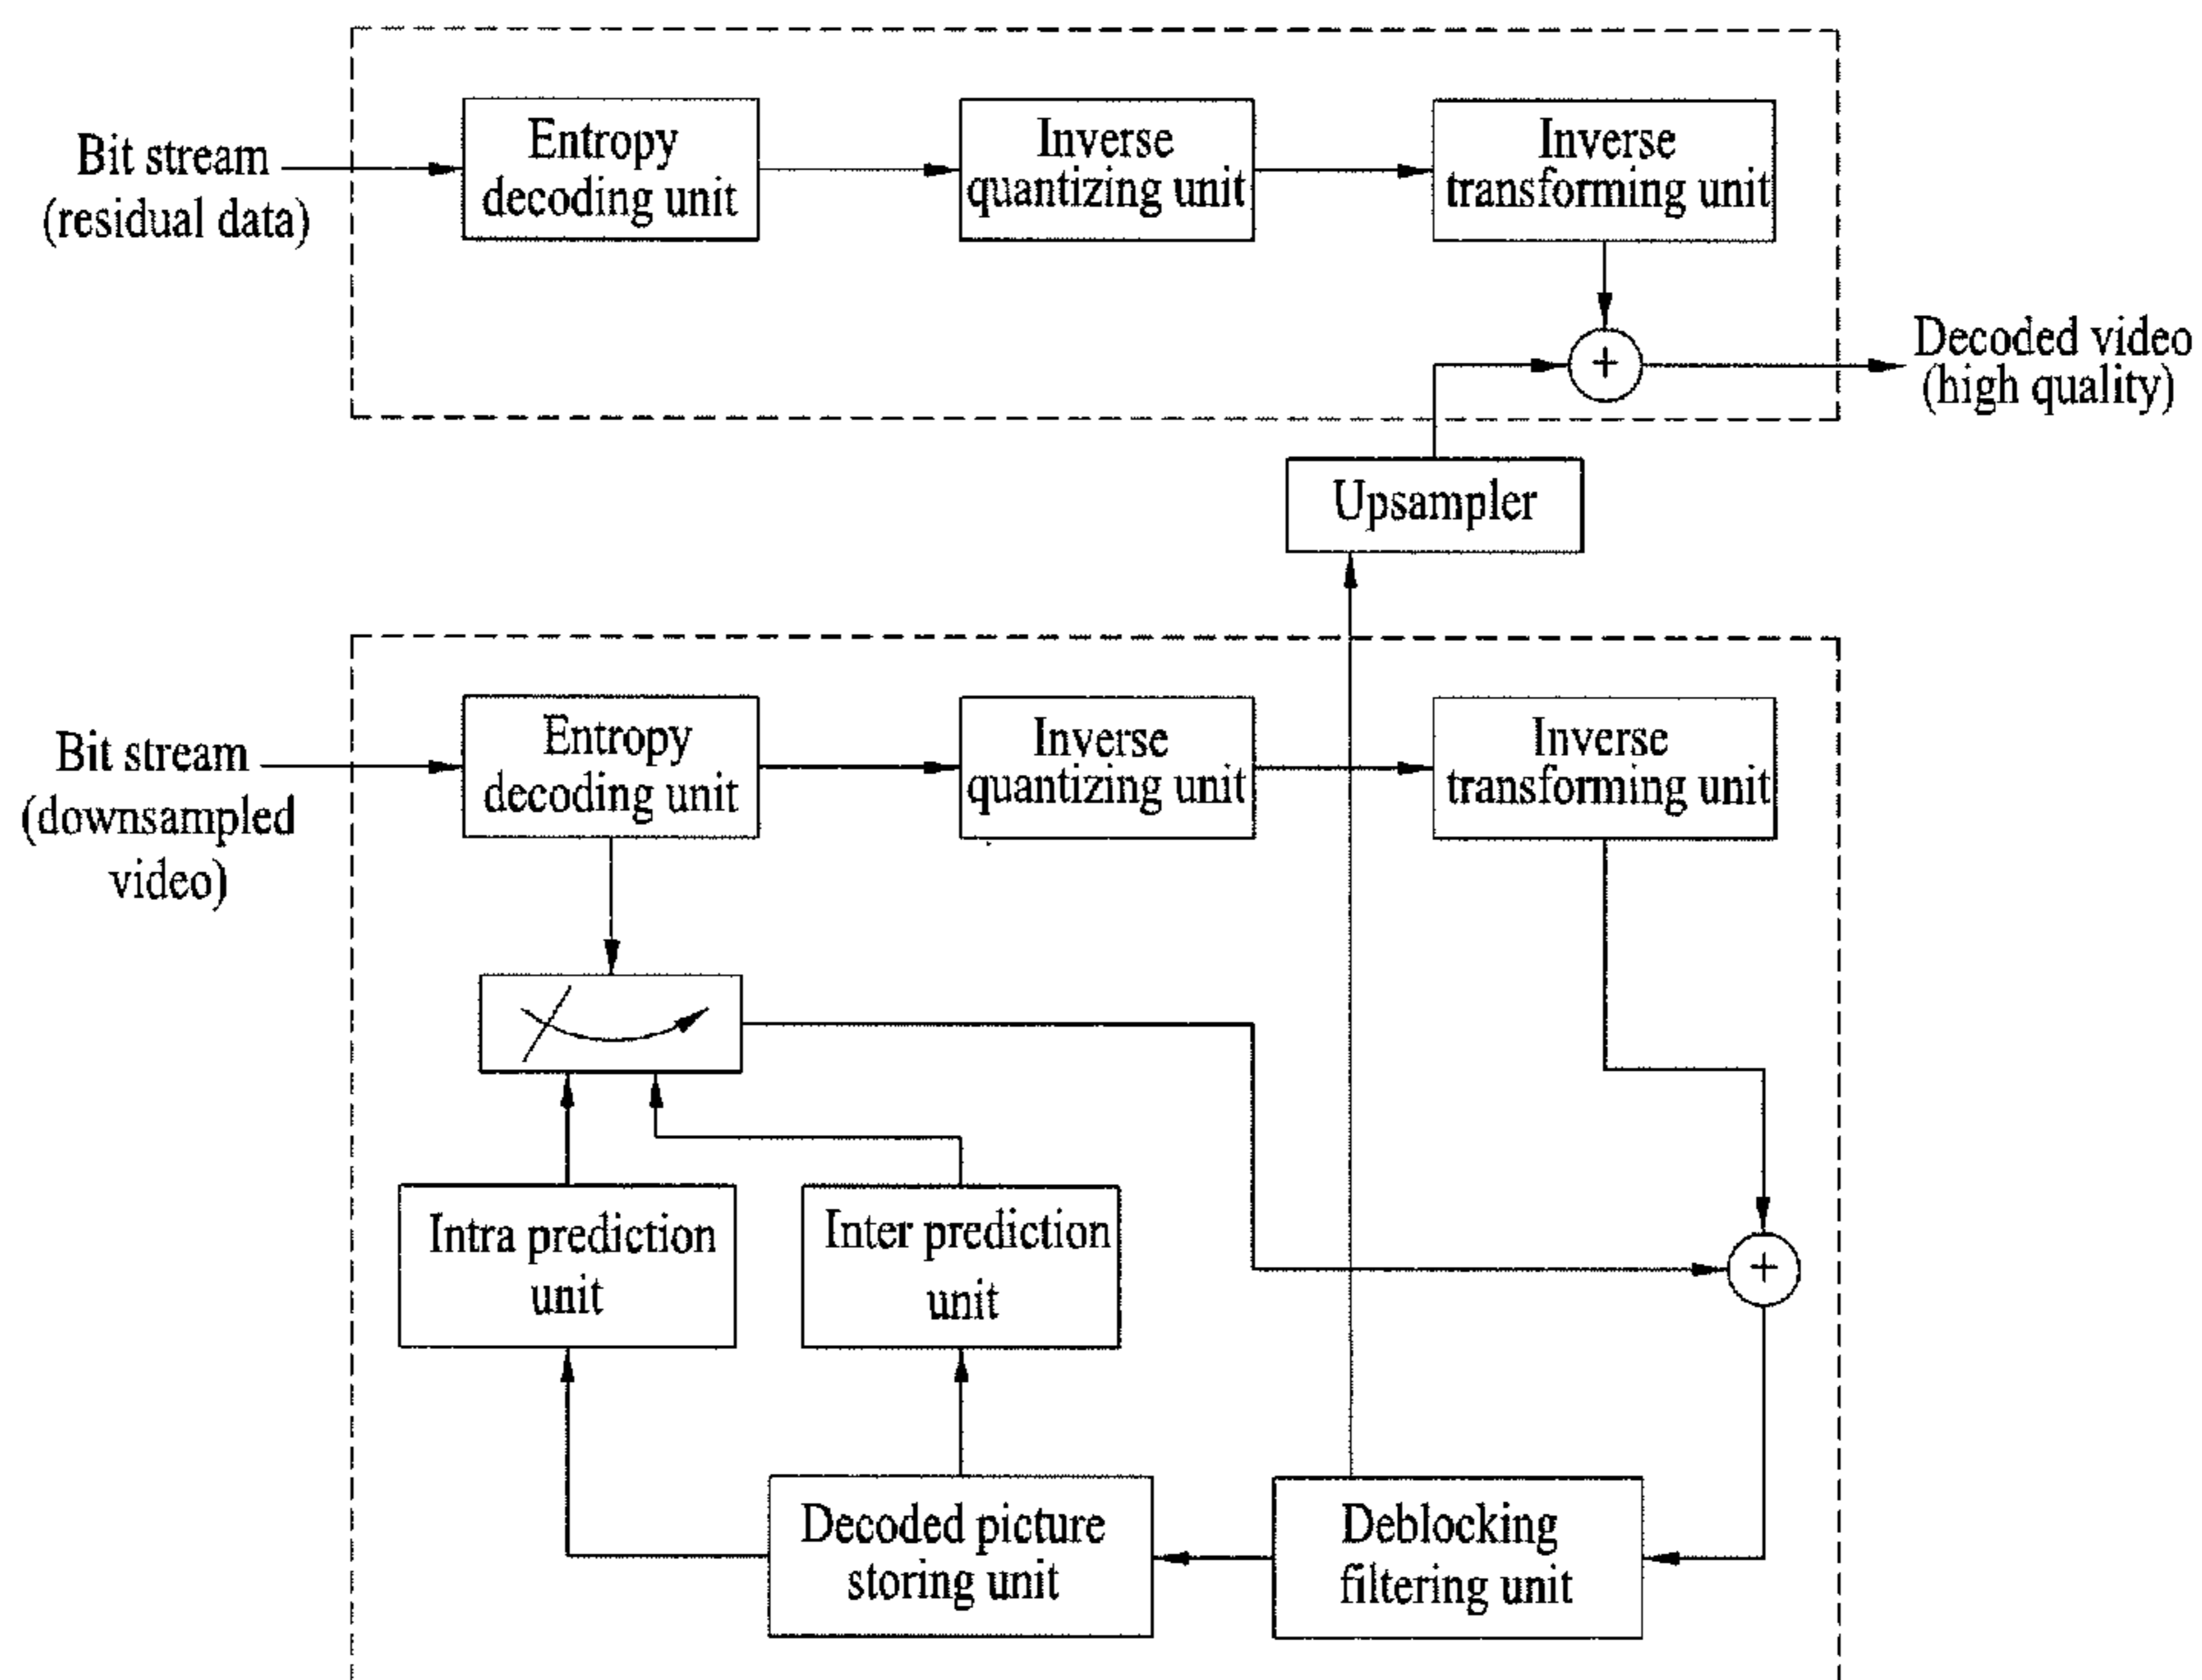 Bit stream
(residual data)
Entropy
decoding unit
Inverse
quantizing unit
Inverse
transforming unit
+
Decoded video
(high quality)
Upsampler
Bit stream
(downsampled
video)
Entropy
decoding unit
Inverse
quantizing unit
Inverse
transforming unit
Intra prediction
unit
Inter prediction
unit
+
Decoded picture
storing unit
Deblocking
filtering unit